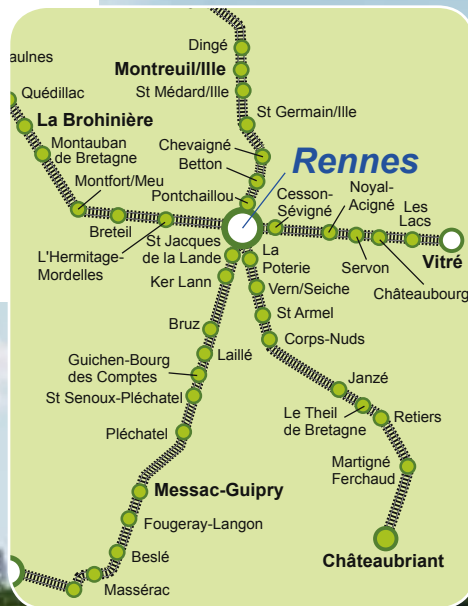 Dingé
Montreuil/Ille
St Médard/Ille
St Germain/Ille
Quédillac
La Brohinière
Montauban
de Bretagne
Montfort/Meu
Chevaigné
Betton
Pontchaillou
Rennes
Cesson-
Sévigné
Noyal-
Acigné
Les
Lacs
Vitré
Breteil
L'Hermitage-
Mordelles
St Jacques
de la Lande
La
Poterie
Servon
Châteaubourg
Ker Lann
Vern/Seiche
St Armel
Bruz
Corps-Nuds
Laillé
Guichen-Bourg
des Comptes
St Senoux-Pléchatel
Janzé
Le Theil
de Bretagne
Retiers
Pléchatel
Martigné
Ferchaud
Messac-Guipry
Fougeray-Langon
Beslé
Châteaubriant
Massérac